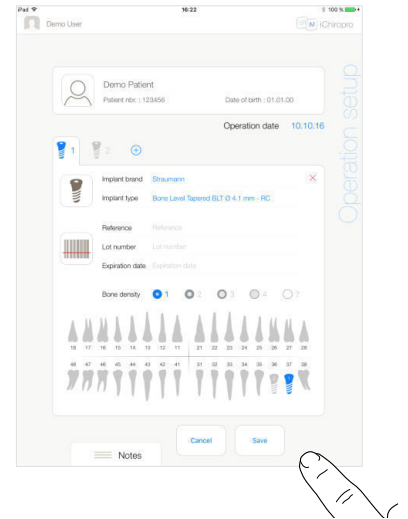 iPad 16:22 100 %
Demo User iChiropro
Demo Patient
Patient nbr. : 123456 Date of birth : 01.01.00
Operation date 10.10.16
1 2
Implant brand Straumann
Implant type Bone Level Tapered BLT Ø 4.1 mm - RC
Reference Reference
Lot number Lot number
Expiration date Expiration date
Bone density 1 2 3 4 ?
18 17 16 15 14 13 12 11 21 22 23 24 25 26 27 28
48 47 46 45 44 43 42 41 31 32 33 34 35 36 37 38
Cancel Save
Notes
Operation setup